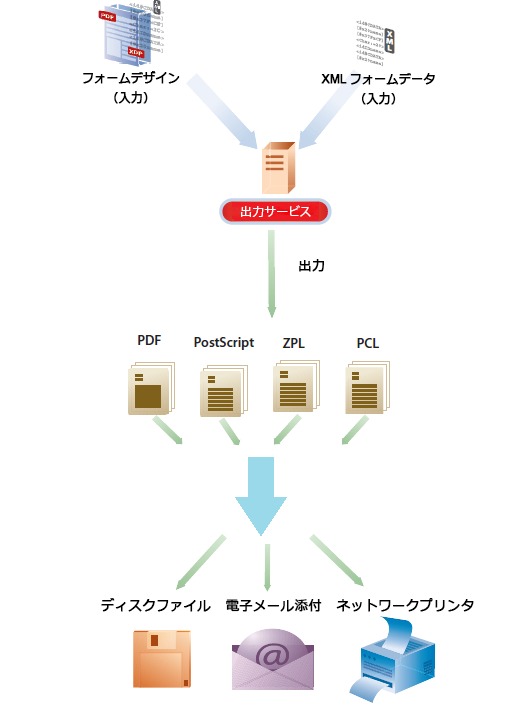 PDF
XDP
XML
フォームデザイン
（入力）
XML フォームデータ
（入力）
出力サービス
出力
PDF
PostScript
ZPL
PCL
ディスクファイル
電子メール添付
ネットワークプリンタ
@